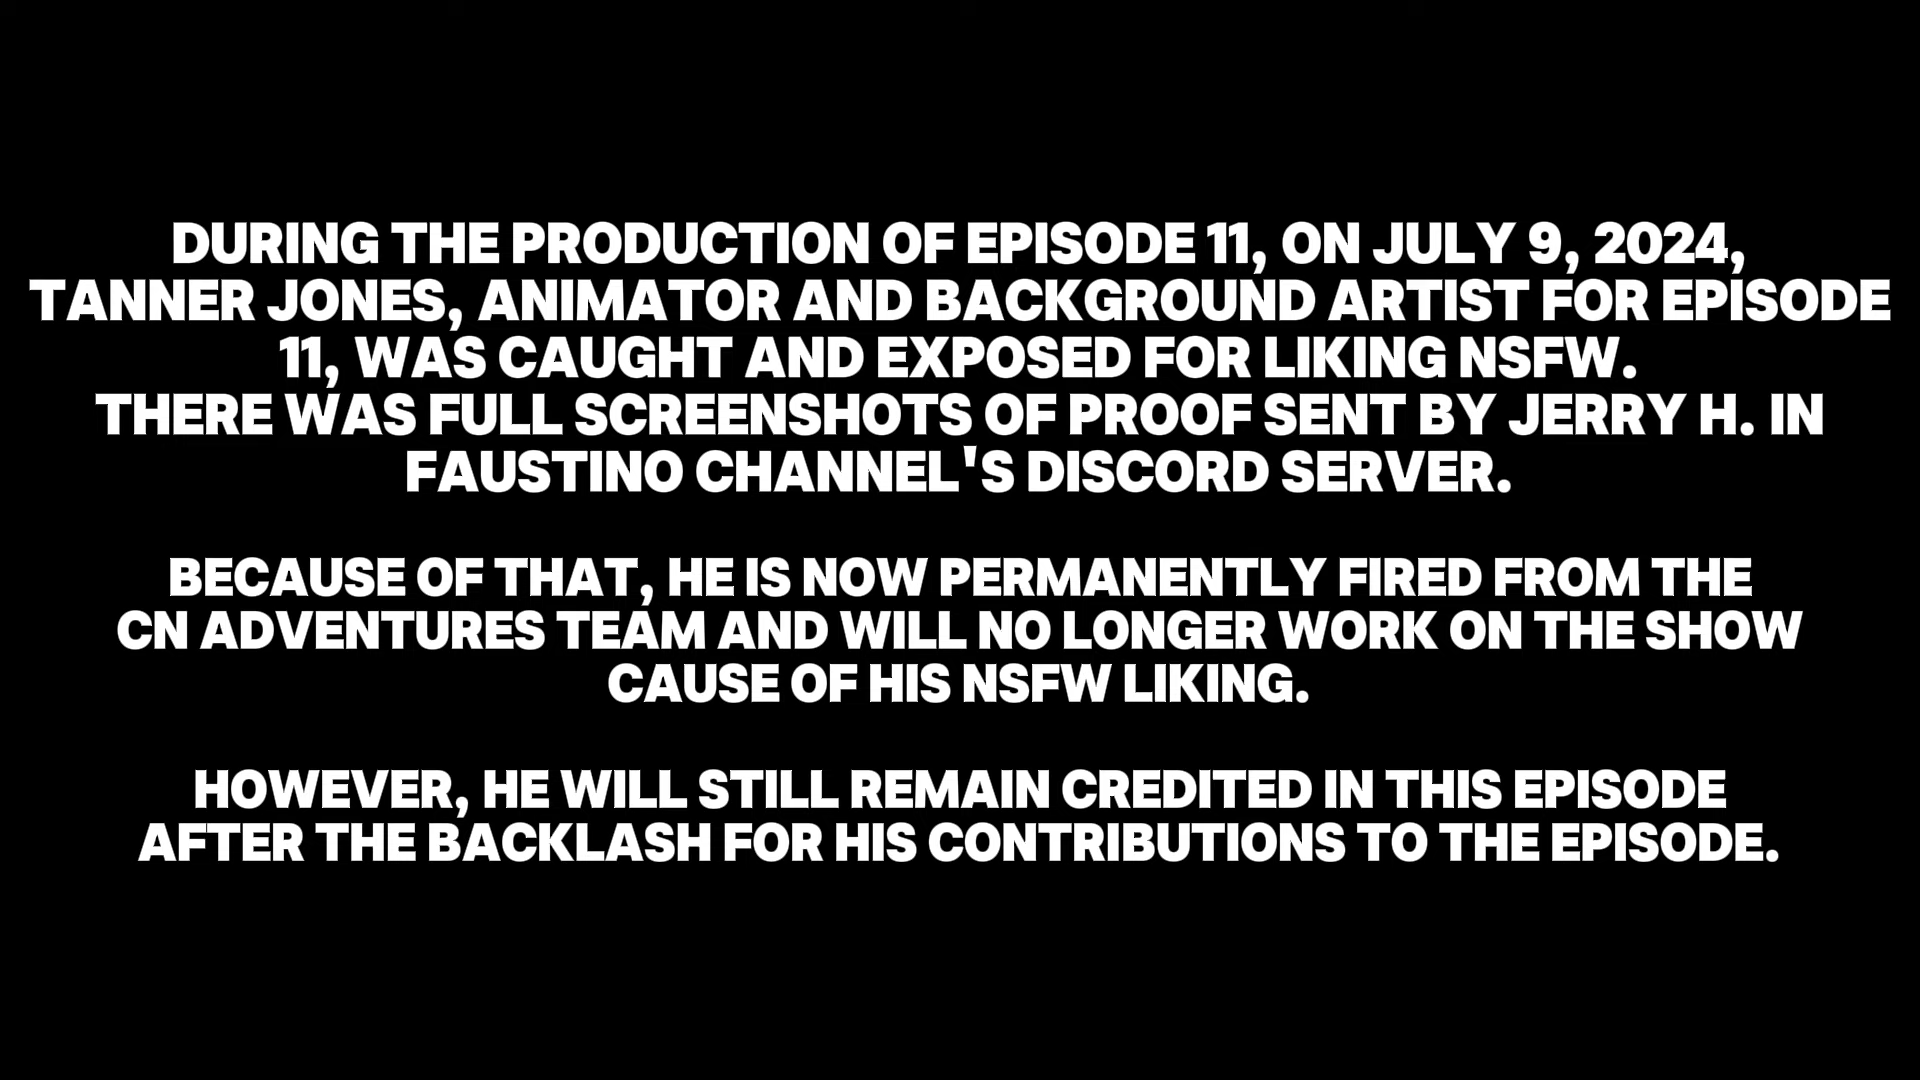 DURING THE PRODUCTION OF EPISODE 11, ON JULY 9, 2024,
TANNER JONES, ANIMATOR AND BACKGROUND ARTIST FOR EPISODE
11, WAS CAUGHT AND EXPOSED FOR LIKING NSFW.
THERE WAS FULL SCREENSHOTS OF PROOF SENT BY JERRY H. IN
FAUSTINO CHANNEL'S DISCORD SERVER.
BECAUSE OF THAT, HE IS NOW PERMANENTLY FIRED FROM THE
CN ADVENTURES TEAM AND WILL NO LONGER WORK ON THE SHOW
CAUSE OF HIS NSFW LIKING.
HOWEVER, HE WILL STILL REMAIN CREDITED IN THIS EPISODE
AFTER THE BACKLASH FOR HIS CONTRIBUTIONS TO THE EPISODE.